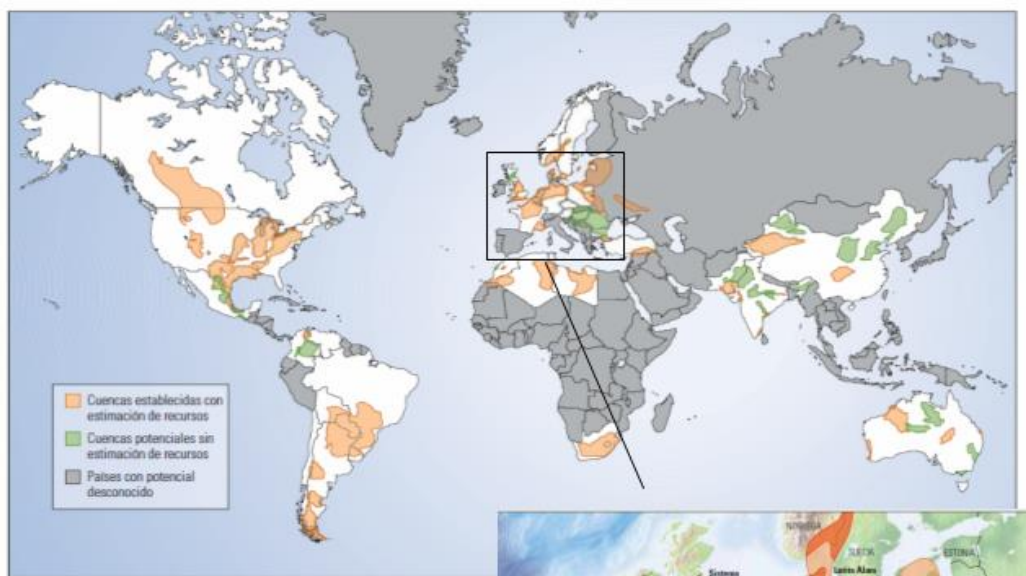 Cuencas establecidas con
estimación de recursos
Cuencas potenciales sin
estimación de recursos
Países con potencial
desconocido
NORUEGA
SUECIA
ESTONIA
Sistema